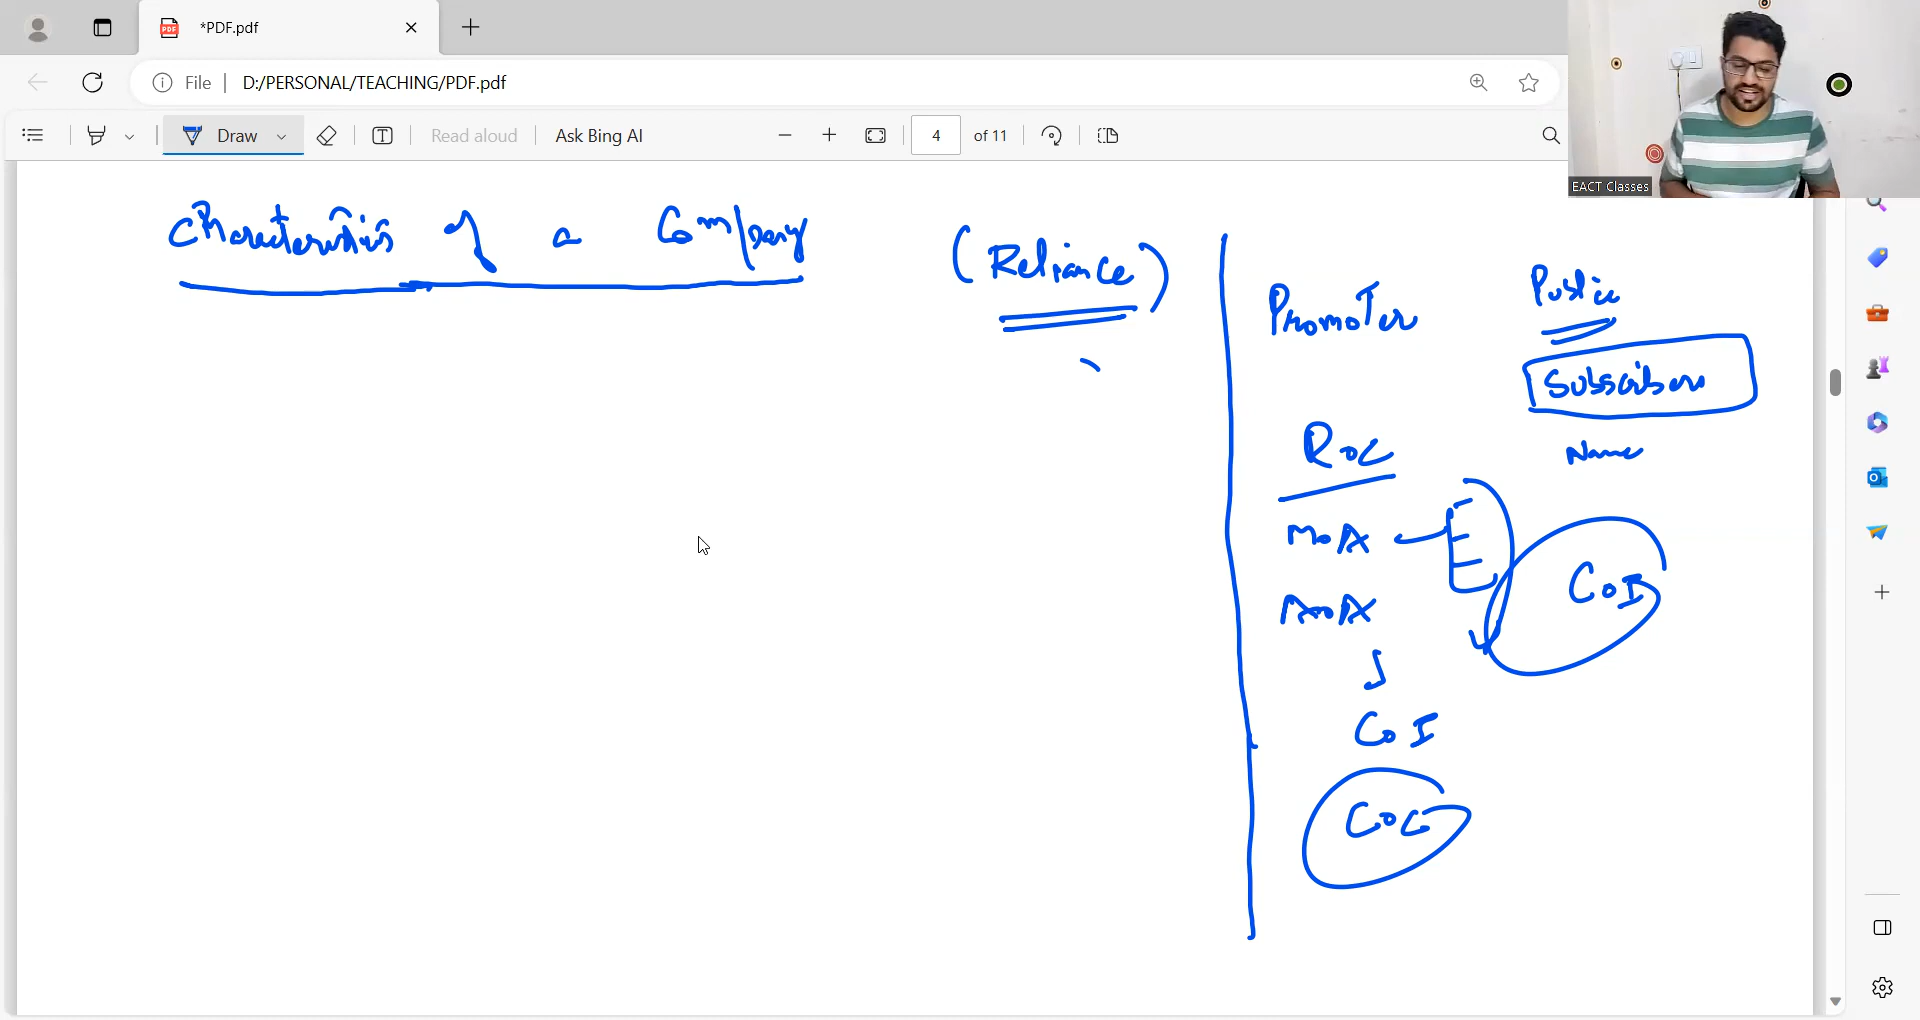 *PDF.pdf
File
D:/PERSONAL/TEACHING/PDF.pdf
Draw
Read aloud
Ask Bing AI
4 of 11
EACT Classes
Characteristics of a Company
(Reliance)
Promoter
Public
Subscribers
Name
RoC
MoA
AoA
CoI
CoI
CoC